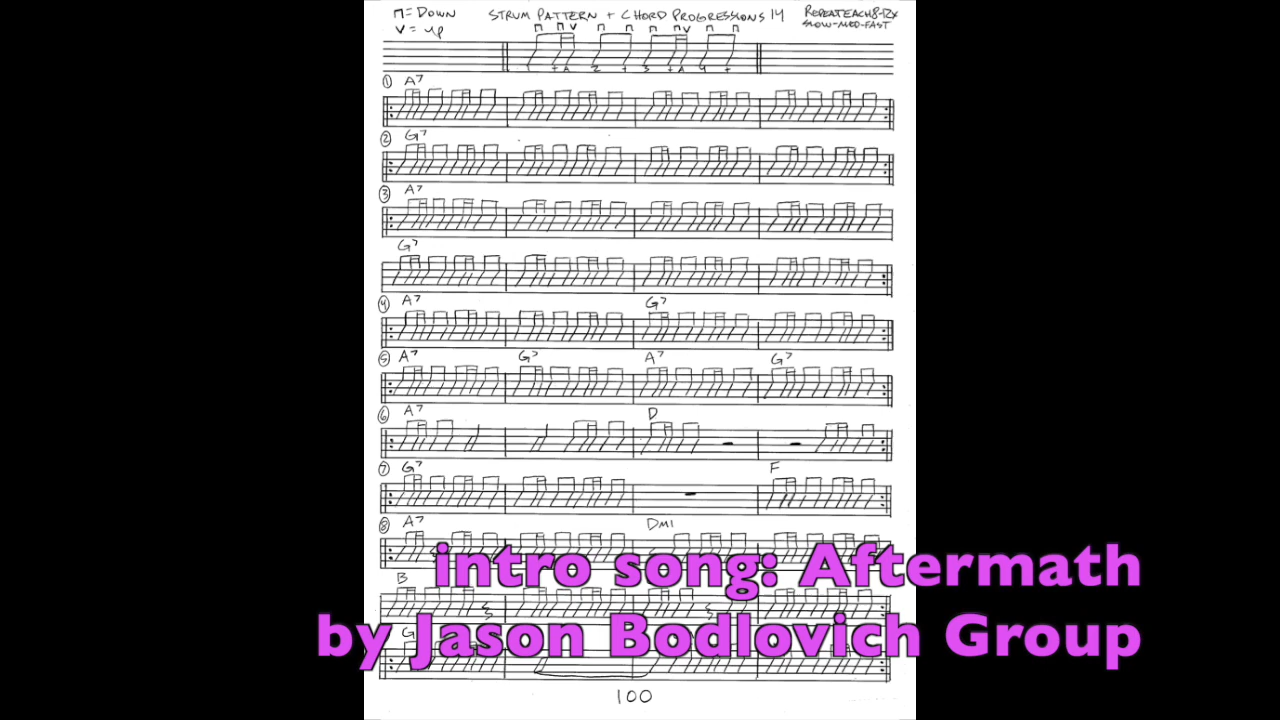 ⊓ = DOWN STRUM PATTERN + CHORD PROGRESSIONS 14 REPEAT EACH 8-12X
V = up SLOW-MED-FAST
⊓ ⊓ V ⊓ ⊓ ⊓ ⊓ V ⊓ ⊓
1 + A 2 + 3 + A 4 +
① A7
② G7
③ A7
G7
④ A7 G7
⑤ A7 G7 A7 G7
⑥ A7 D
⑦ G7 F
⑧ A7 DMI
intro song: Aftermath
B
by Jason Bodlovich Group
100